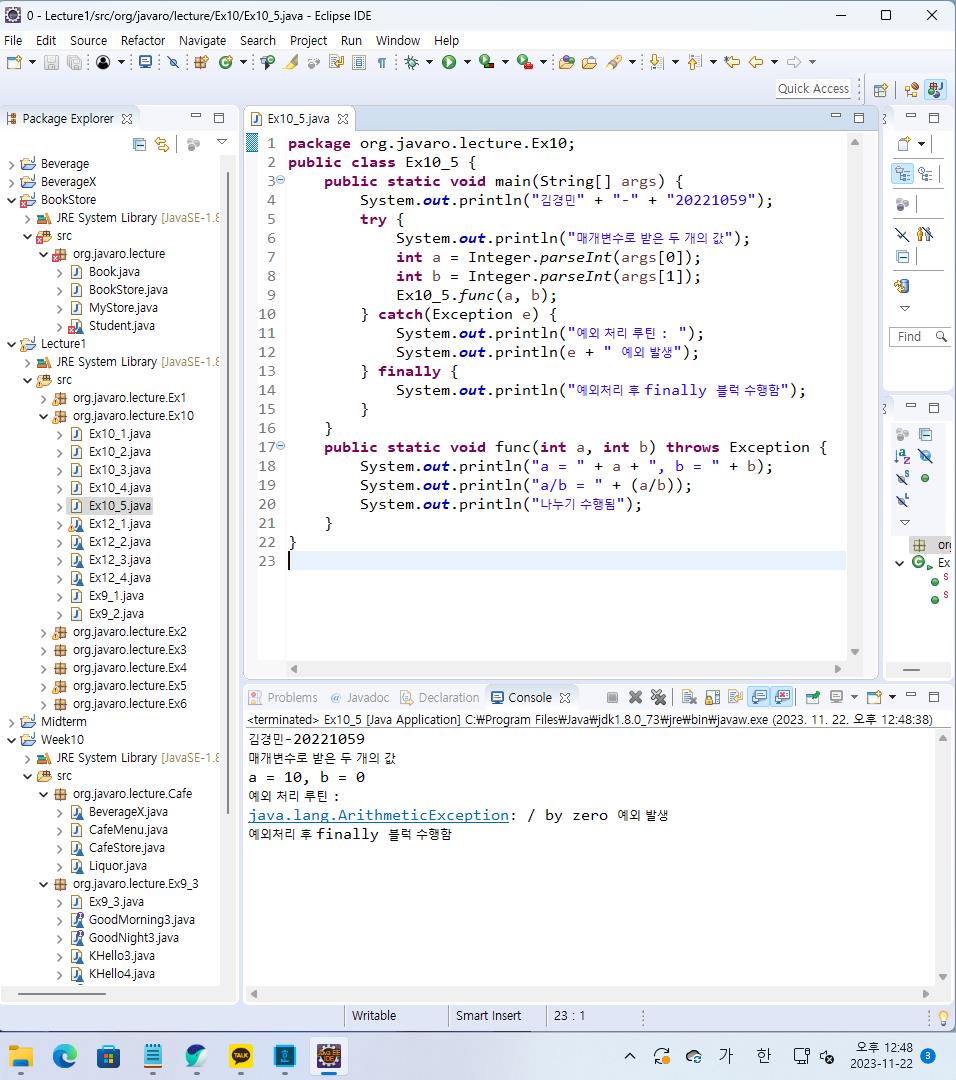 0 - Lecture1/src/org/javaro/lecture/Ex10/Ex10_5.java - Eclipse IDE
File Edit Source Refactor Navigate Search Project Run Window Help
Quick Access
Package Explorer
Beverage
BeverageX
BookStore
JRE System Library [JavaSE-1.8
src
org.javaro.lecture
Book.java
BookStore.java
MyStore.java
Student.java
Lecture1
JRE System Library [JavaSE-1.8
src
org.javaro.lecture.Ex1
org.javaro.lecture.Ex10
Ex10_1.java
Ex10_2.java
Ex10_3.java
Ex10_4.java
Ex10_5.java
Ex12_1.java
Ex12_2.java
Ex12_3.java
Ex12_4.java
Ex9_1.java
Ex9_2.java
org.javaro.lecture.Ex2
org.javaro.lecture.Ex3
org.javaro.lecture.Ex4
org.javaro.lecture.Ex5
org.javaro.lecture.Ex6
Midterm
Week10
JRE System Library [JavaSE-1.8
src
org.javaro.lecture.Cafe
BeverageX.java
CafeMenu.java
CafeStore.java
Liquor.java
org.javaro.lecture.Ex9_3
Ex9_3.java
GoodMorning3.java
GoodNight3.java
KHello3.java
KHello4.java
Ex10_5.java
1 package org.javaro.lecture.Ex10;
2 public class Ex10_5 {
3 public static void main(String[] args) {
4 System.out.println("김경민" + "-" + "20221059");
5 try {
6 System.out.println("매개변수로 받은 두 개의 값");
7 int a = Integer.parseInt(args[0]);
8 int b = Integer.parseInt(args[1]);
9 Ex10_5.func(a, b);
10 } catch(Exception e) {
11 System.out.println("예외 처리 루틴 : ");
12 System.out.println(e + " 예외 발생");
13 } finally {
14 System.out.println("예외처리 후 finally 블럭 수행함");
15 }
16 }
17 public static void func(int a, int b) throws Exception {
18 System.out.println("a = " + a + ", b = " + b);
19 System.out.println("a/b = " + (a/b));
20 System.out.println("나누기 수행됨");
21 }
22 }
23
Find
org
Ex
Problems @ Javadoc Declaration Console
<terminated> Ex10_5 [Java Application] C:₩Program Files₩Java₩jdk1.8.0_73₩jre₩bin₩javaw.exe (2023. 11. 22. 오후 12:48:38)
김경민-20221059
매개변수로 받은 두 개의 값
a = 10, b = 0
예외 처리 루틴 :
java.lang.ArithmeticException: / by zero 예외 발생
예외처리 후 finally 블럭 수행함
Writable Smart Insert 23 : 1
TALK
가 한
오후 12:48
2023-11-22
3